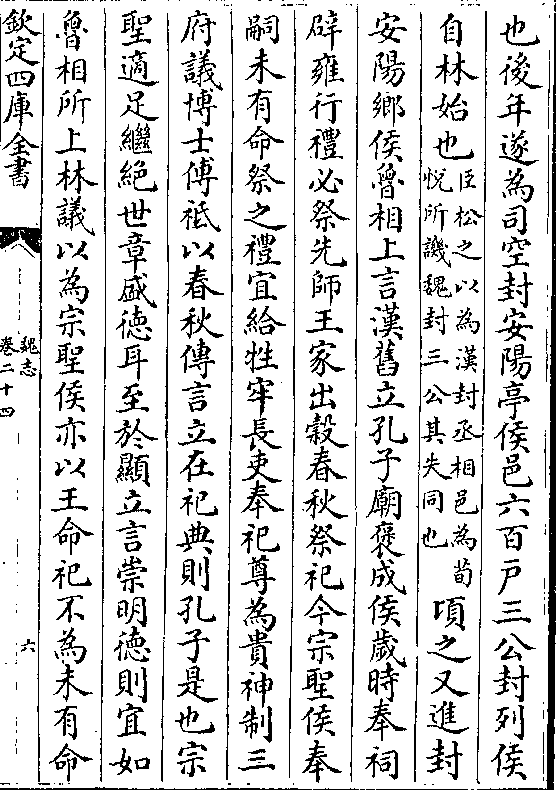 也後年遂為司空封安陽亭侯邑六百戸三公封列侯
自林始也臣松之以為漢封丞相邑為荀
悅所譏魏封三公其失同也頃之又進封
安陽鄉侯魯相上言漢舊立孔子廟襃成侯歲時奉祠
辟雍行禮必祭先師王家出穀春秋祭祀今宗聖侯奉
嗣未有命祭之禮宜給牲牢長吏奉祀尊為貴神制三
府議博士傅祗以春秋傳言立在祀典則孔子是也宗
聖適足繼絶世章盛德耳至於顯立言崇明德則宜如
魯相所上林議以為宗聖侯亦以王命祀不為未有命
欽定四庫全書
魏志
卷二十四
六